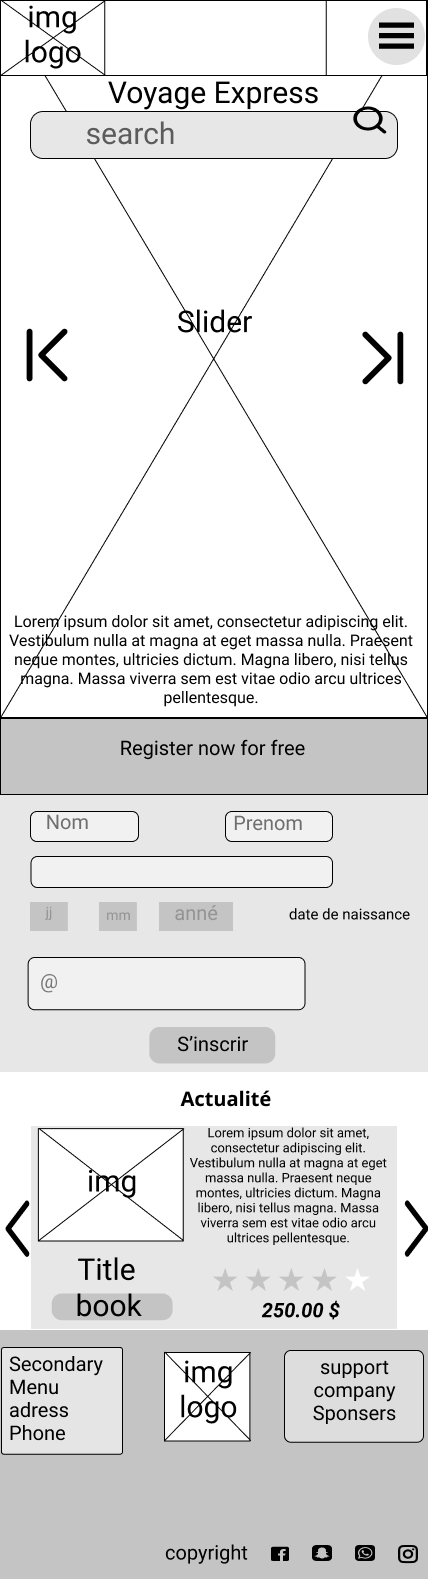 img
logo
Voyage Express
search
Slider
Lorem ipsum dolor sit amet, consectetur adipiscing elit.
Vestibulum nulla at magna at eget massa nulla. Praesent
neque montes, ultricies dictum. Magna libero, nisi tellus
magna. Massa viverra sem est vitae odio arcu ultrices
pellentesque.
Register now for free
Nom
Prenom
jj
mm
anné
date de naissance
@
S'inscrir
Actualité
img
Lorem ipsum dolor sit amet,
consectetur adipiscing elit.
Vestibulum nulla at magna at eget
massa nulla. Praesent neque
montes, ultricies dictum. Magna
libero, nisi tellus magna. Massa
viverra sem est vitae odio arcu
ultrices pellentesque.
Title
book
250.00 $
Secondary
Menu
adress
Phone
img
logo
support
company
Sponsers
copyright